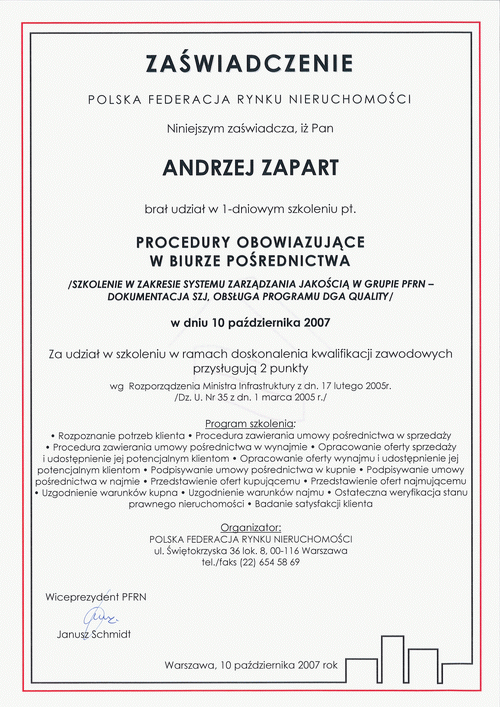 ZAŚWIADCZENIE
POLSKA FEDERACJA RYNKU NIERUCHOMOŚCI
Niniejszym zaświadcza, iż Pan
ANDRZEJ ZAPART
brał udział w 1-dniowym szkoleniu pt.
PROCEDURY OBOWIAZUJĄCE
W BIURZE POŚREDNICTWA
/SZKOLENIE W ZAKRESIE SYSTEMU ZARZĄDZANIA JAKOŚCIĄ W GRUPIE PFRN –
DOKUMENTACJA SZJ, OBSŁUGA PROGRAMU DGA QUALITY/
w dniu 10 października 2007
Za udział w szkoleniu w ramach doskonalenia kwalifikacji zawodowych
przysługują 2 punkty
wg Rozporządzenia Ministra Infrastruktury z dn. 17 lutego 2005r.
/Dz. U. Nr 35 z dn. 1 marca 2005 r./
Program szkolenia:
• Rozpoznanie potrzeb klienta • Procedura zawierania umowy pośrednictwa w sprzedaży
• Procedura zawierania umowy pośrednictwa w wynajmie • Opracowanie oferty sprzedaży
i udostępnienie jej potencjalnym klientom • Opracowanie oferty wynajmu i udostępnienie jej
potencjalnym klientom • Podpisywanie umowy pośrednictwa w kupnie • Podpisywanie umowy
pośrednictwa w najmie • Przedstawienie ofert kupującemu • Przedstawienie ofert najmującemu
• Uzgodnienie warunków kupna • Uzgodnienie warunków najmu • Ostateczna weryfikacja stanu
prawnego nieruchomości • Badanie satysfakcji klienta
Organizator:
POLSKA FEDERACJA RYNKU NIERUCHOMOŚCI
ul. Świętokrzyska 36 lok. 8, 00-116 Warszawa
tel./faks (22) 654 58 69
Wiceprezydent PFRN
Janusz Schmidt
Warszawa, 10 października 2007 rok